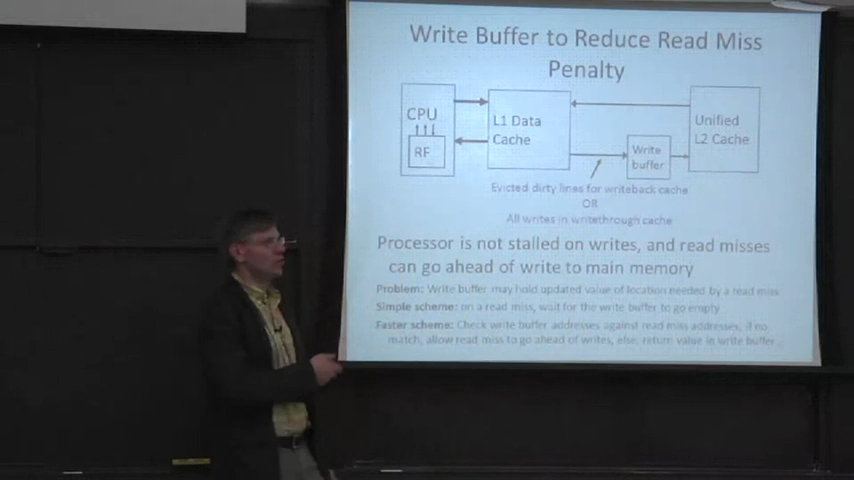 Write Buffer to Reduce Read Miss
Penalty
CPU
RF
L1 Data
Cache
Write
buffer
Unified
L2 Cache
Evicted dirty lines for writeback cache
OR
All writes in writethrough cache
Processor is not stalled on writes, and read misses
can go ahead of write to main memory
Problem: Write buffer may hold updated value of location needed by a read miss
Simple scheme: on a read miss, wait for the write buffer to go empty
Faster scheme: Check write buffer addresses against read miss addresses, if no
match, allow read miss to go ahead of writes, else, return value in write buffer